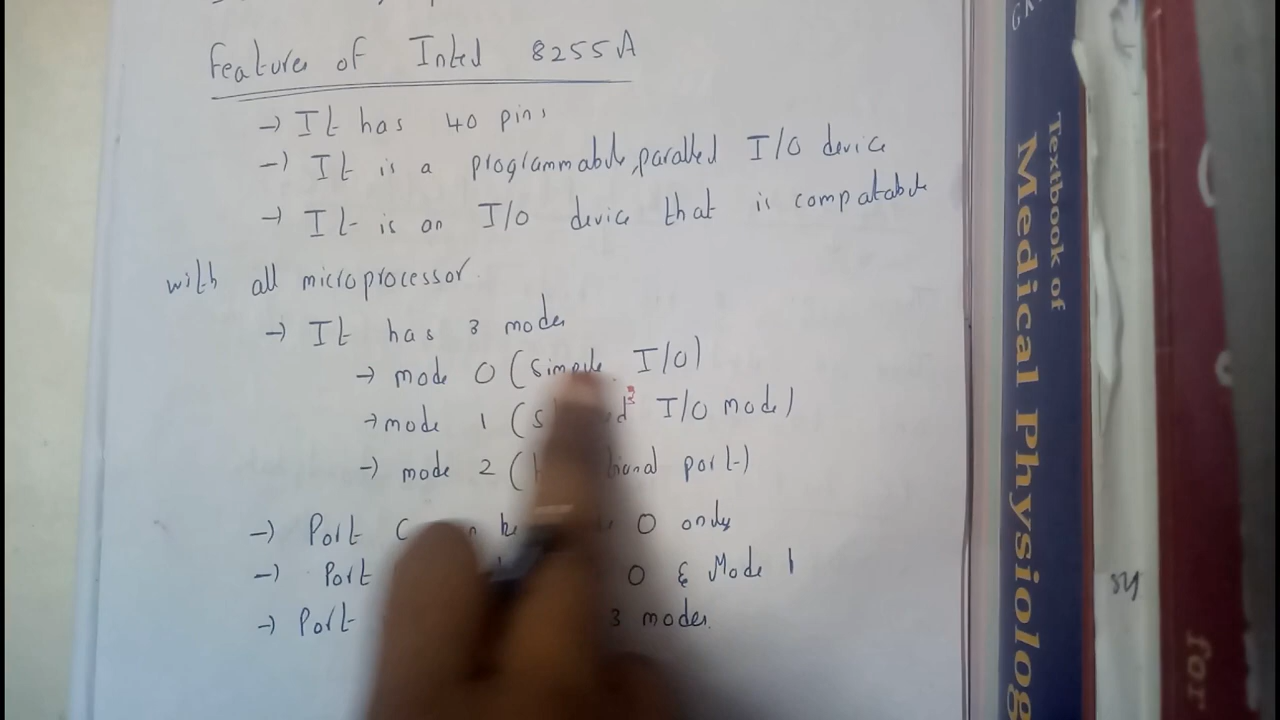 Features of Intel 8255A
→ It has 40 pins
→ It is a programmable, parallel I/O device
→ It is an I/O device that is compatable
with all microprocessor.
→ It has 3 modes
→ mode 0 (simple I/O)
→ mode 1 ( I/O mode)
→ mode 2 ( port)
→ Port C 0 only
→ Port 0 & Mode 1
→ Port 3 modes.
Textbook of
Medical Physiolog
for